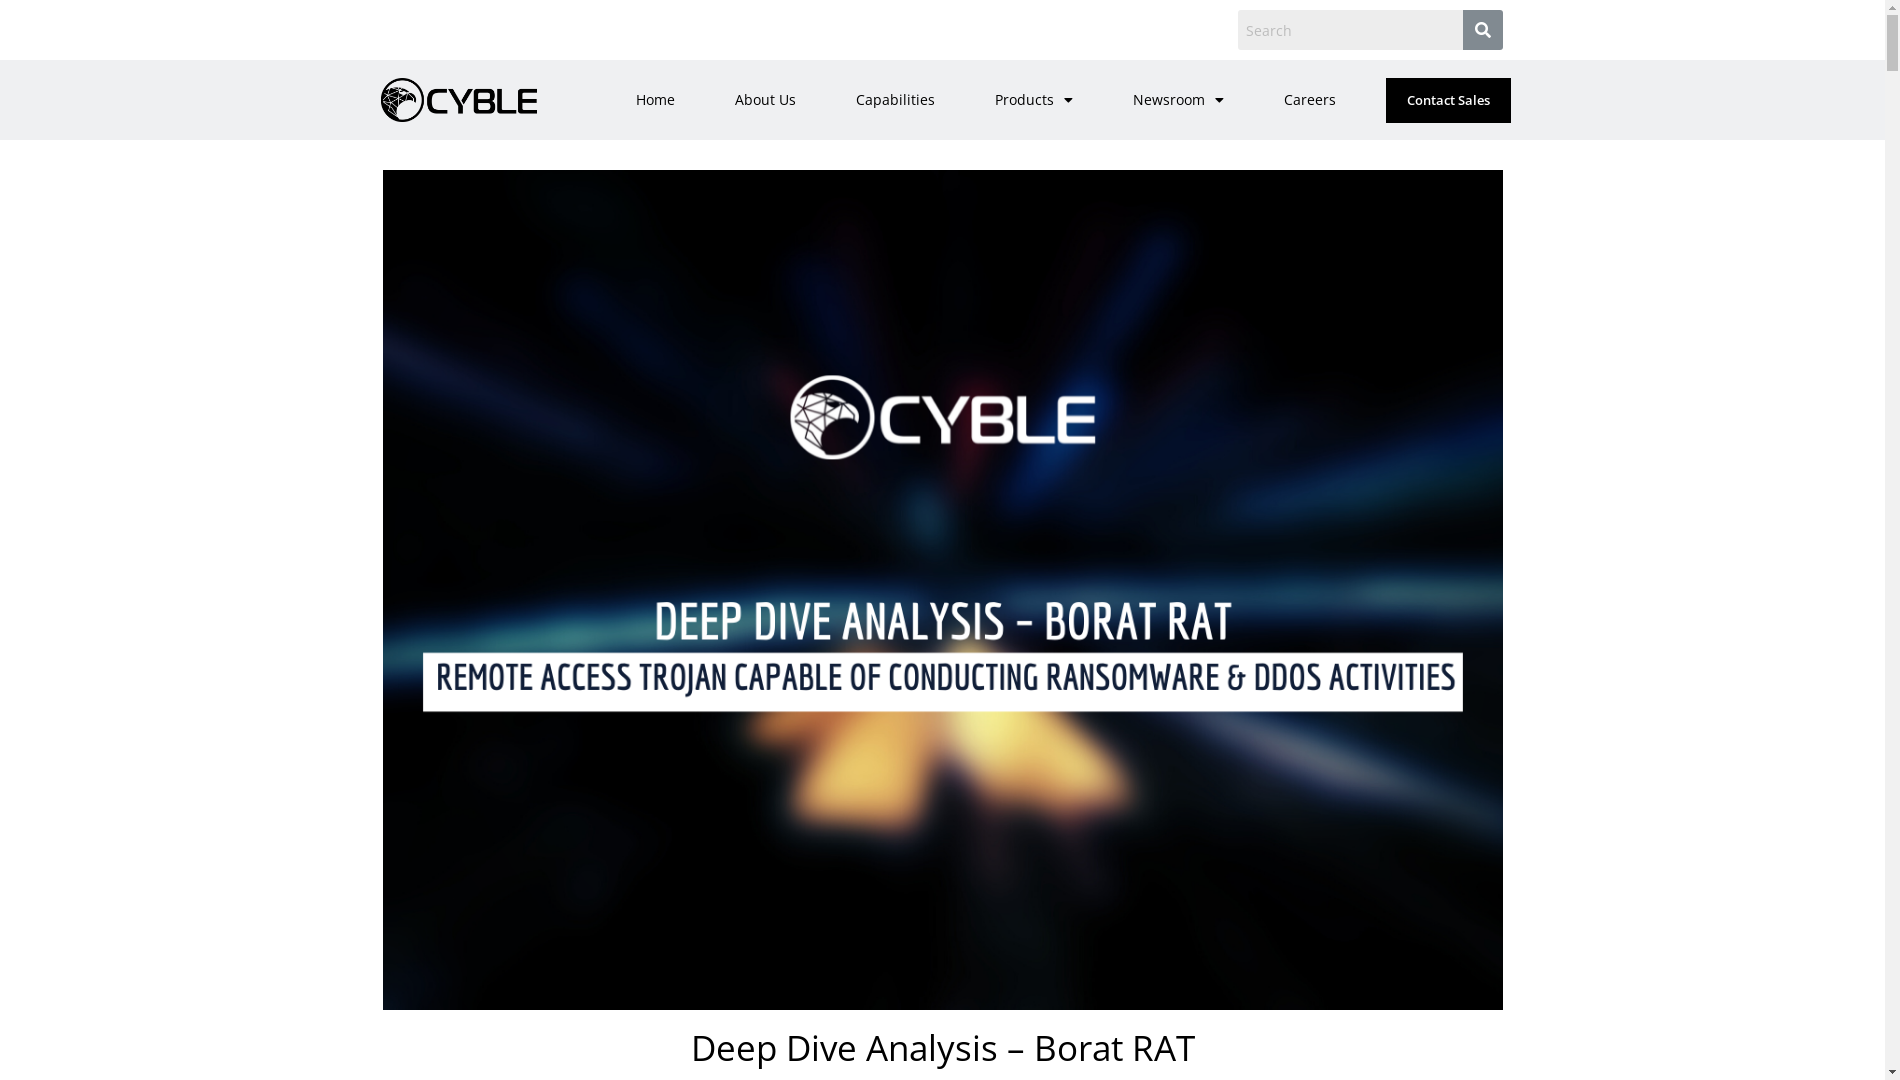 Search
CYBLE
Home
About Us
Capabilities
Products
Newsroom
Careers
Contact Sales
CYBLE
DEEP DIVE ANALYSIS – BORAT RAT
REMOTE ACCESS TROJAN CAPABLE OF CONDUCTING RANSOMWARE & DDOS ACTIVITIES
Deep Dive Analysis – Borat RAT